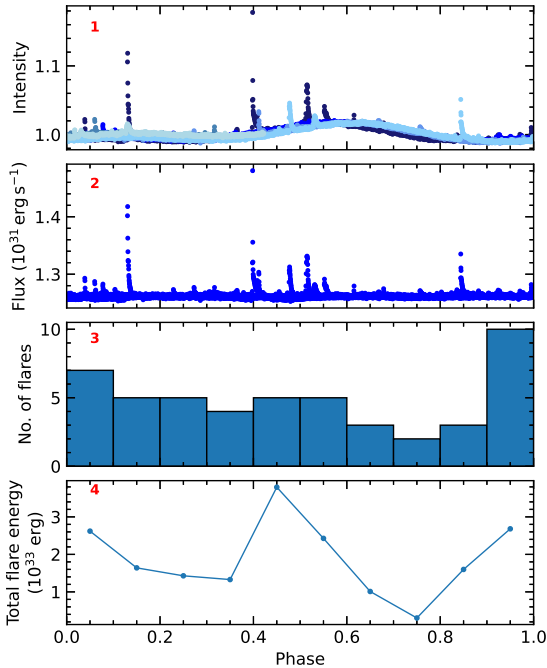 1
Intensity
1.1
1.0
2
Flux (10³¹ erg s⁻¹)
1.4
1.3
3
No. of flares
10
5
0
4
Total flare energy
(10³³ erg)
3
2
1
0.0 0.2 0.4 0.6 0.8 1.0
Phase